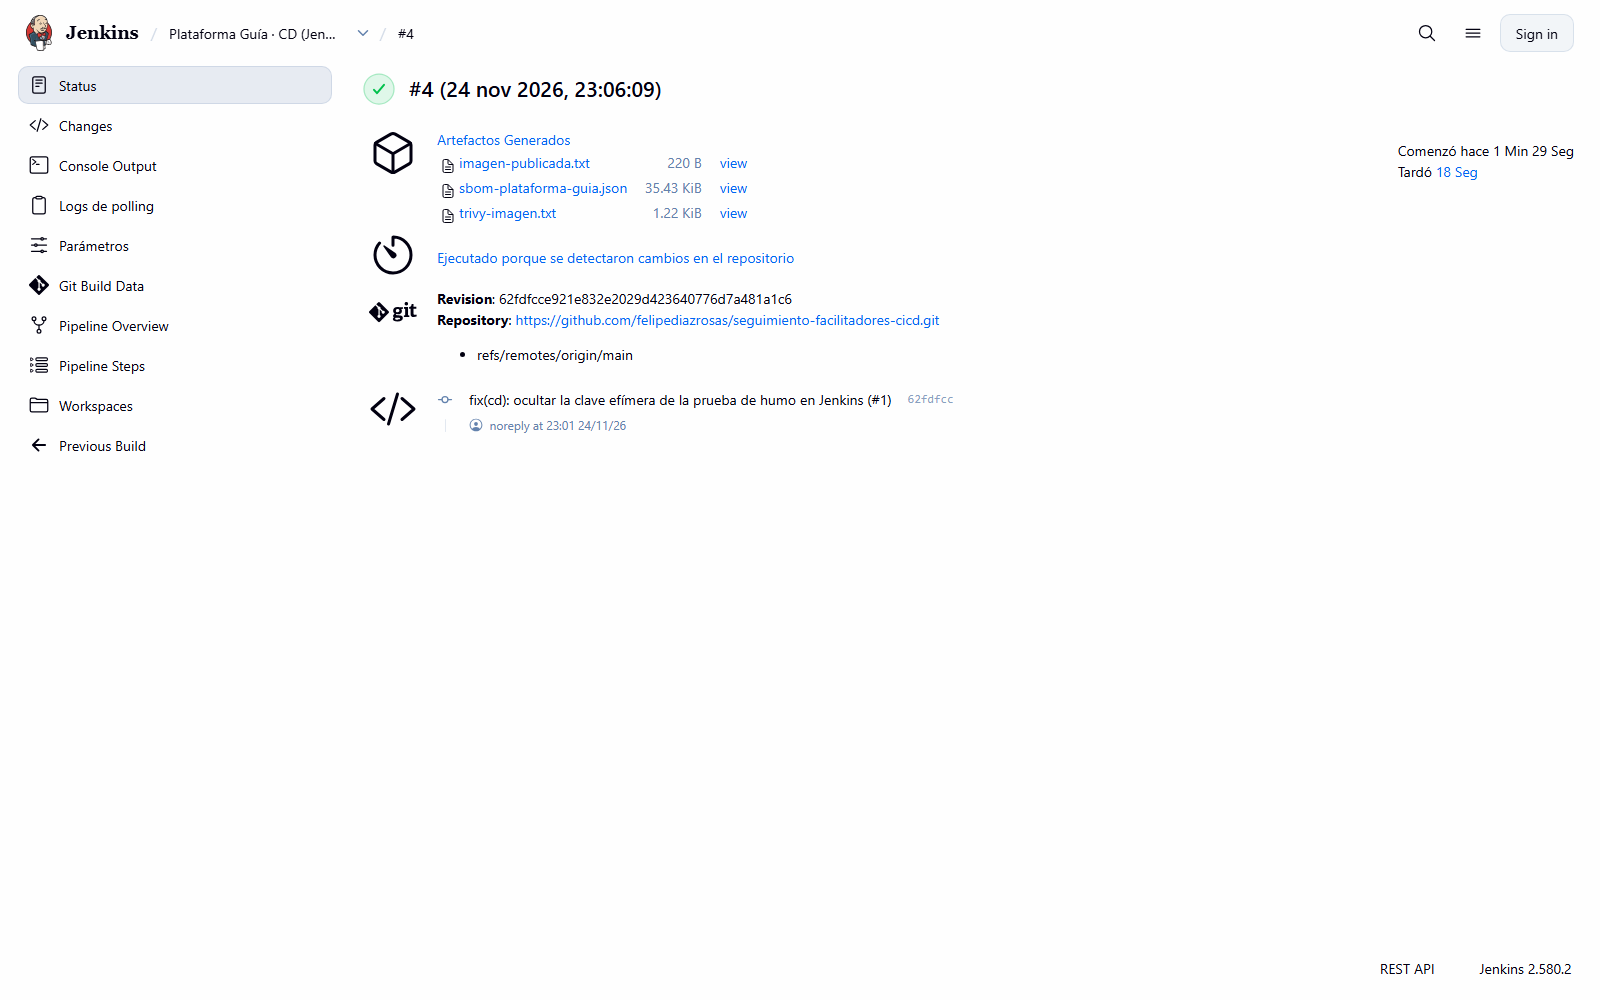 Jenkins / Plataforma Guía · CD (Jen... / #4
Sign in
Status
Changes
Console Output
Logs de polling
Parámetros
Git Build Data
Pipeline Overview
Pipeline Steps
Workspaces
Previous Build
#4 (24 nov 2026, 23:06:09)
Comenzó hace 1 Min 29 Seg
Tardó 18 Seg
Artefactos Generados
imagen-publicada.txt 220 B view
sbom-plataforma-guia.json 35.43 KiB view
trivy-imagen.txt 1.22 KiB view
Ejecutado porque se detectaron cambios en el repositorio
git
Revision: 62fdfcce921e832e2029d423640776d7a481a1c6
Repository: https://github.com/felipediazrosas/seguimiento-facilitadores-cicd.git
refs/remotes/origin/main
fix(cd): ocultar la clave efímera de la prueba de humo en Jenkins (#1) 62fdfcc
noreply at 23:01 24/11/26
REST API
Jenkins 2.580.2